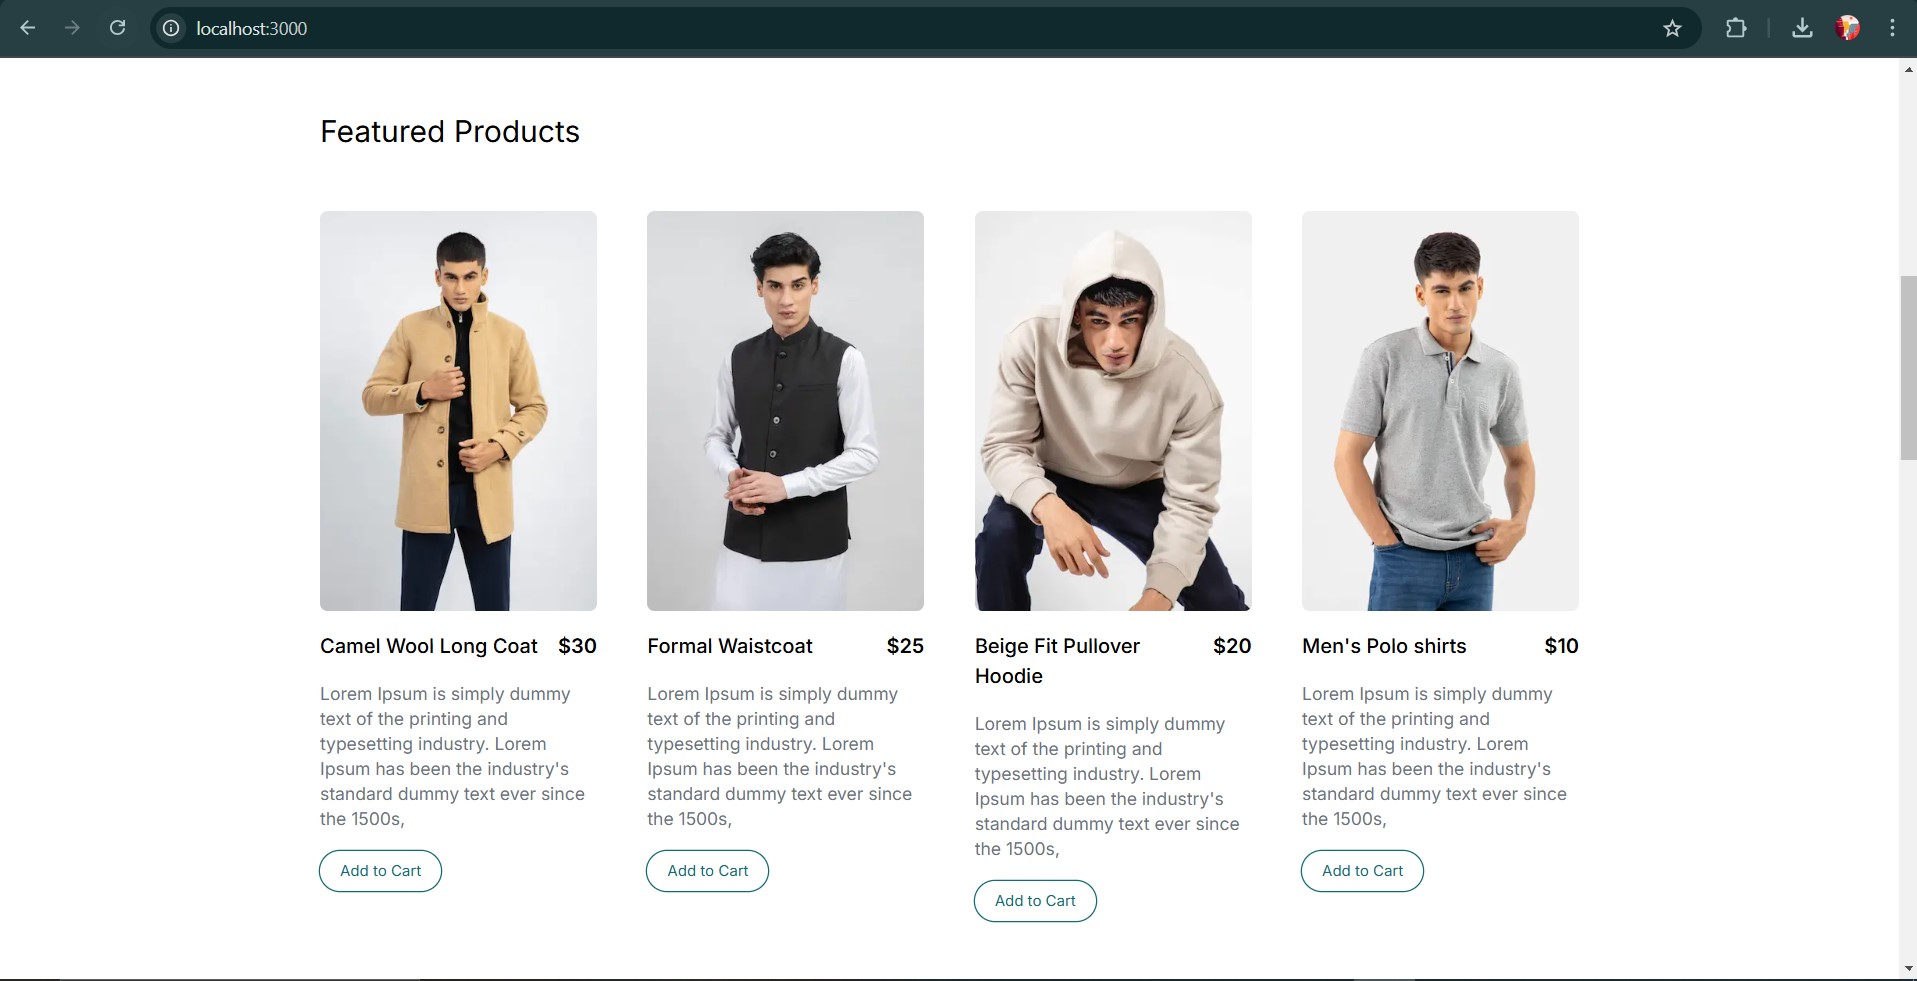 localhost:3000
Featured Products
Camel Wool Long Coat $30
Lorem Ipsum is simply dummy
text of the printing and
typesetting industry. Lorem
Ipsum has been the industry's
standard dummy text ever since
the 1500s,
Add to Cart
Formal Waistcoat $25
Lorem Ipsum is simply dummy
text of the printing and
typesetting industry. Lorem
Ipsum has been the industry's
standard dummy text ever since
the 1500s,
Add to Cart
Beige Fit Pullover $20
Hoodie
Lorem Ipsum is simply dummy
text of the printing and
typesetting industry. Lorem
Ipsum has been the industry's
standard dummy text ever since
the 1500s,
Add to Cart
Men's Polo shirts $10
Lorem Ipsum is simply dummy
text of the printing and
typesetting industry. Lorem
Ipsum has been the industry's
standard dummy text ever since
the 1500s,
Add to Cart